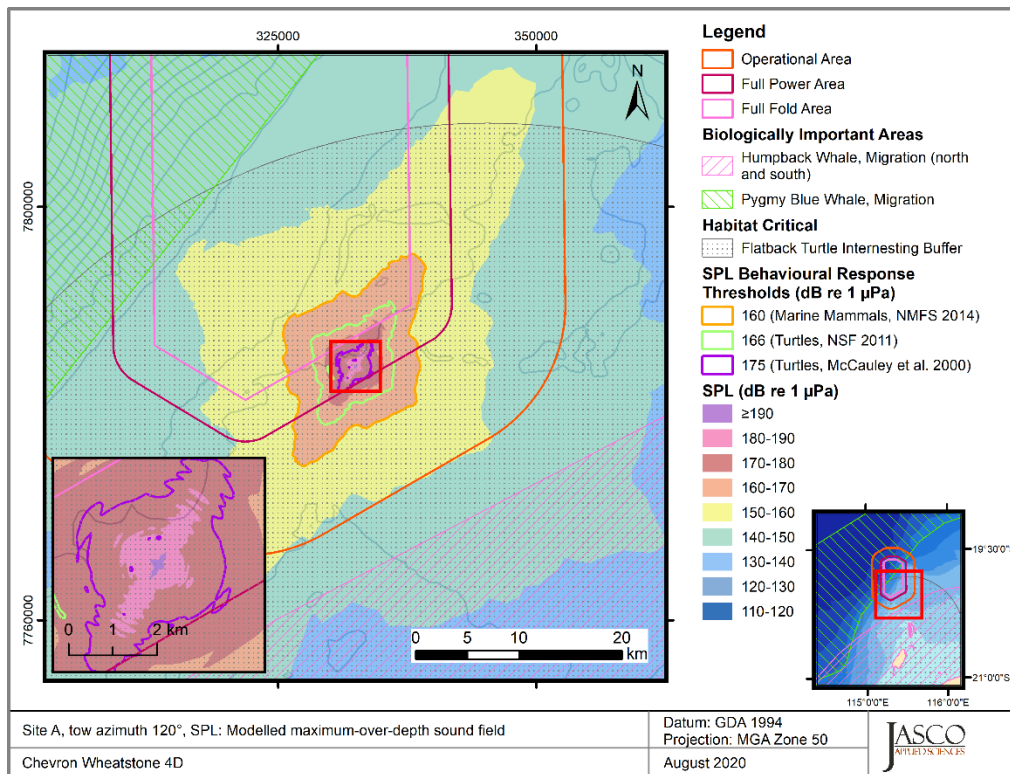 325000
350000
N
7800000
7760000
0 1 2 km
0 5 10 20
km
Legend
Operational Area
Full Power Area
Full Fold Area
Biologically Important Areas
Humpback Whale, Migration (north
and south)
Pygmy Blue Whale, Migration
Habitat Critical
Flatback Turtle Internesting Buffer
SPL Behavioural Response
Thresholds (dB re 1 µPa)
160 (Marine Mammals, NMFS 2014)
166 (Turtles, NSF 2011)
175 (Turtles, McCauley et al. 2000)
SPL (dB re 1 µPa)
≥190
180-190
170-180
160-170
150-160
140-150
130-140
120-130
110-120
19°30'0"S
21°0'0"S
115°0'0"E 116°0'0"E
Site A, tow azimuth 120°, SPL: Modelled maximum-over-depth sound field
Chevron Wheatstone 4D
Datum: GDA 1994
Projection: MGA Zone 50
August 2020
JASCO
APPLIED SCIENCES